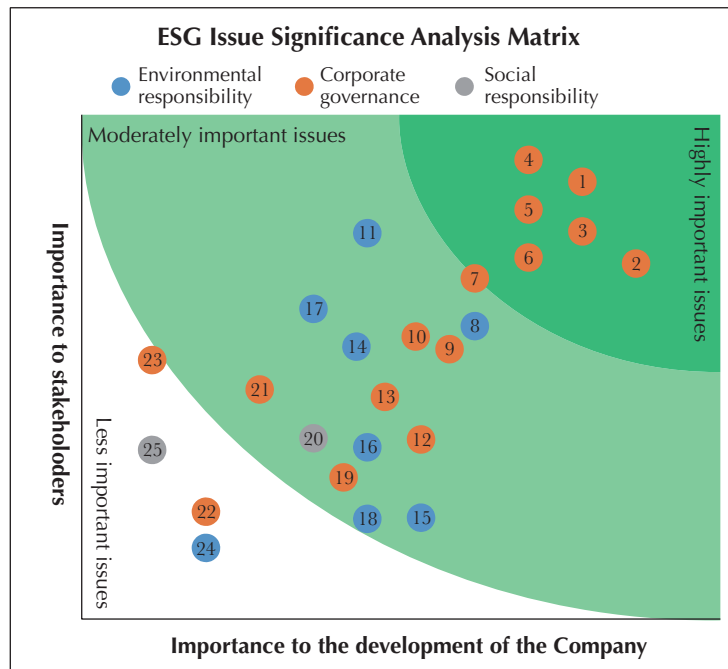 ESG Issue Significance Analysis Matrix
Environmental
responsibility
Corporate
governance
Social
responsibility
Moderately important issues
Highly important issues
4
1
5
3
11
6
2
7
17
8
10
14
9
23
21
13
20
12
16
25
19
22
18
15
24
Less important issues
Importance to
stakeholoders
Importance to the development of the Company